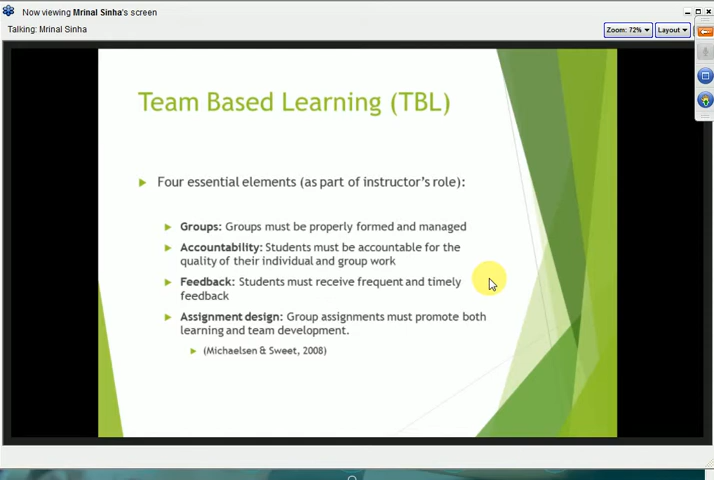 Now viewing Mrinal Sinha's screen
Talking: Mrinal Sinha
Zoom: 72%
Layout
Team Based Learning (TBL)
Four essential elements (as part of instructor's role):
Groups: Groups must be properly formed and managed
Accountability: Students must be accountable for the
quality of their individual and group work
Feedback: Students must receive frequent and timely
feedback
Assignment design: Group assignments must promote both
learning and team development.
(Michaelsen & Sweet, 2008)